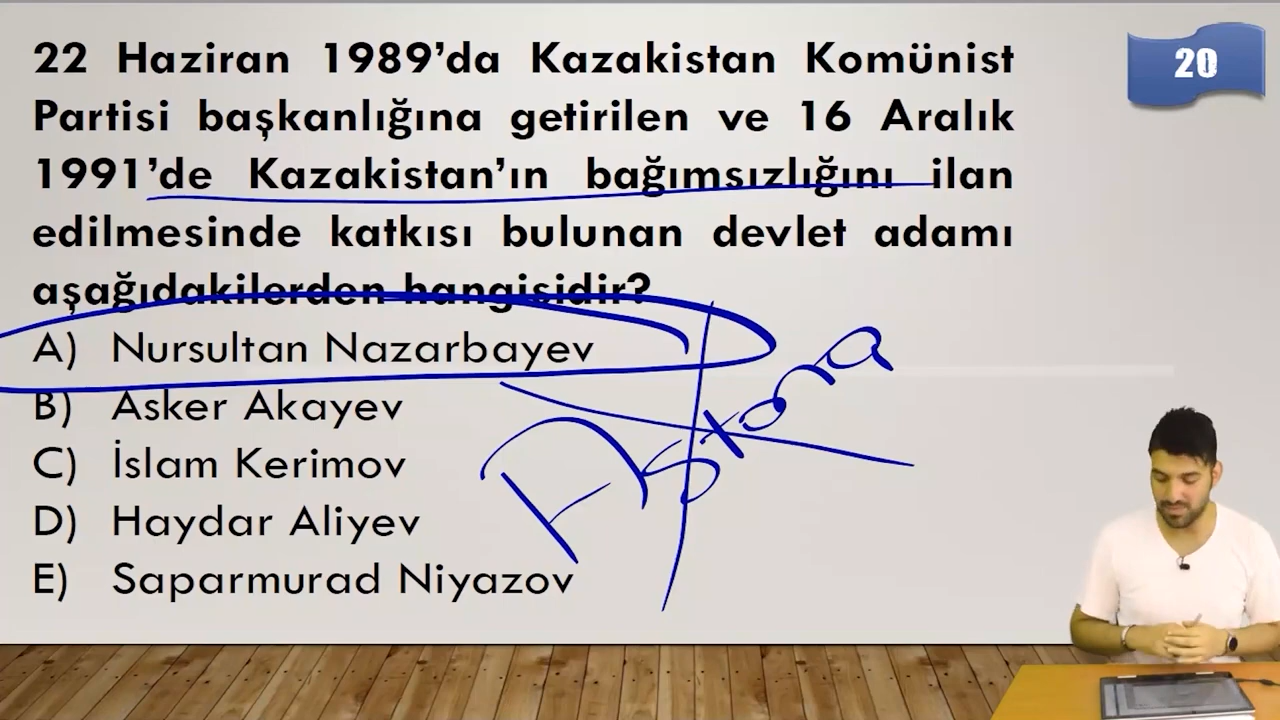 22 Haziran 1989’da Kazakistan Komünist
Partisi başkanlığına getirilen ve 16 Aralık
1991’de Kazakistan’ın bağımsızlığını ilan
edilmesinde katkısı bulunan devlet adamı
aşağıdakilerden hangisidir?
A) Nursultan Nazarbayev
B) Asker Akayev
C) İslam Kerimov
D) Haydar Aliyev
E) Saparmurad Niyazov
Astana
20